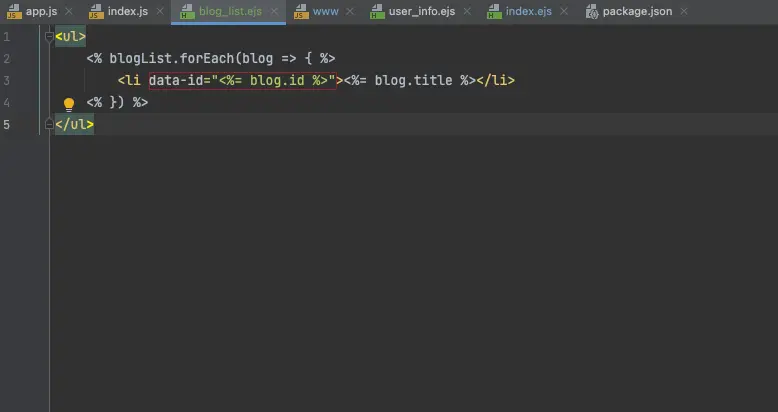 app.js index.js blog_list.ejs www user_info.ejs index.ejs package.json
1 <ul>
2     <% blogList.forEach(blog => { %>
3         <li data-id="<%= blog.id %>"><%= blog.title %></li>
4     <% }) %>
5 </ul>